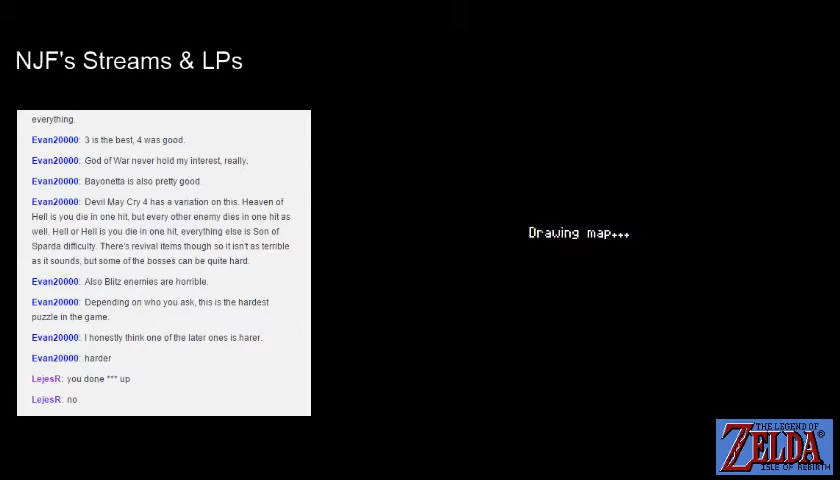 NJF's Streams & LPs
everything.
Evan20000: 3 is the best, 4 was good.
Evan20000: God of War never hold my interest, really.
Evan20000: Bayonetta is also pretty good.
Evan20000: Devil May Cry 4 has a variation on this. Heaven of
Hell is you die in one hit, but every other enemy dies in one hit as
well. Hell or Hell is you die in one hit, everything else is Son of
Sparda difficulty. There's revival items though so it isn't as terrible
as it sounds, but some of the bosses can be quite hard.
Evan20000: Also Blitz enemies are horrible.
Evan20000: Depending on who you ask, this is the hardest
puzzle in the game.
Evan20000: I honestly think one of the later ones is harer.
Evan20000: harder
LejesR: you done *** up
LejesR: no
Drawing map...
THE LEGEND OF
ZELDA®
ISLE OF REBIRTH